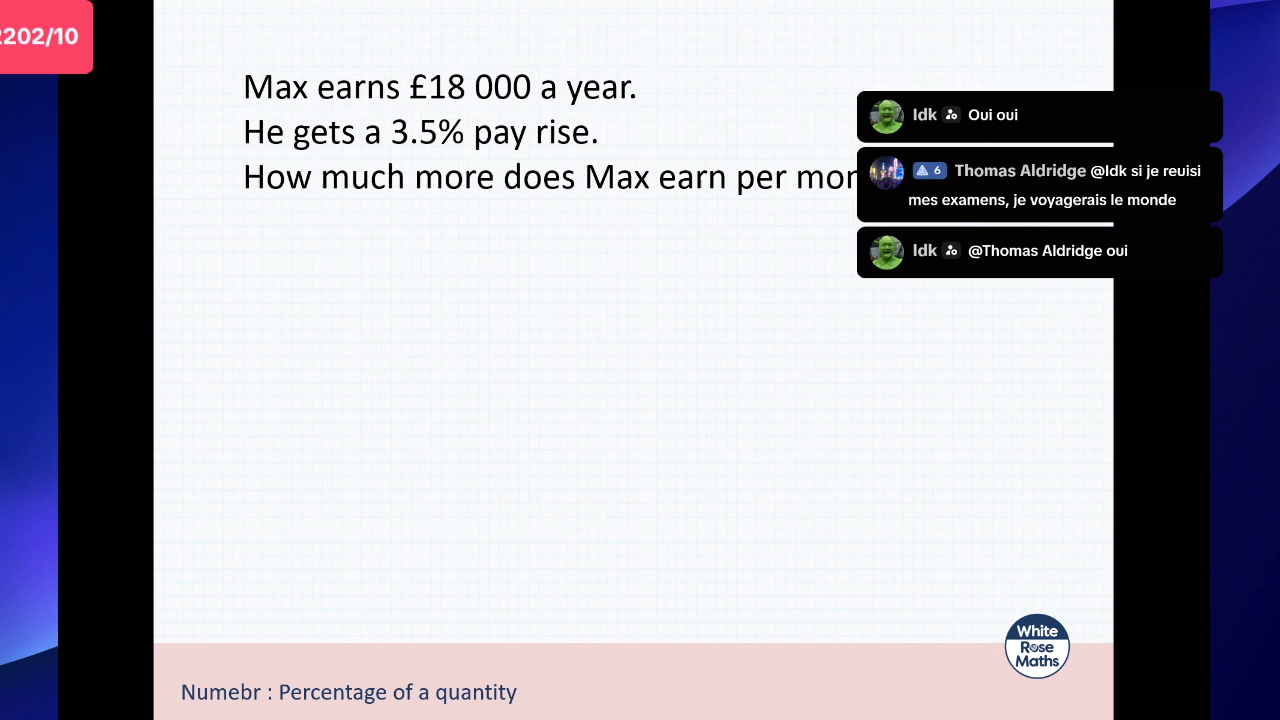 2202/10
Max earns £18 000 a year.
He gets a 3.5% pay rise.
How much more does Max earn per
Idk Oui oui
6 Thomas Aldridge @Idk si je reuisi
mes examens, je voyagerais le monde
Idk @Thomas Aldridge oui
White
Rose
Maths
Numebr : Percentage of a quantity